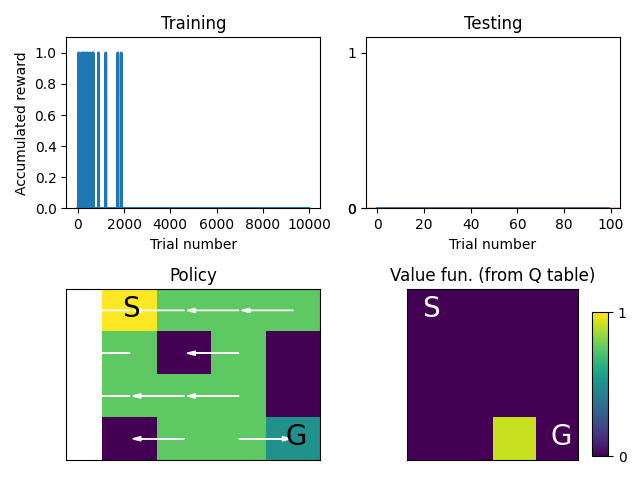 Training
Testing
Accumulated reward
1.0
0.8
0.6
0.4
0.2
0.0
0 2000 4000 6000 8000 10000
Trial number
1
0
0
0 20 40 60 80 100
Trial number
Policy
S
G
Value fun. (from Q table)
S
G
1
0